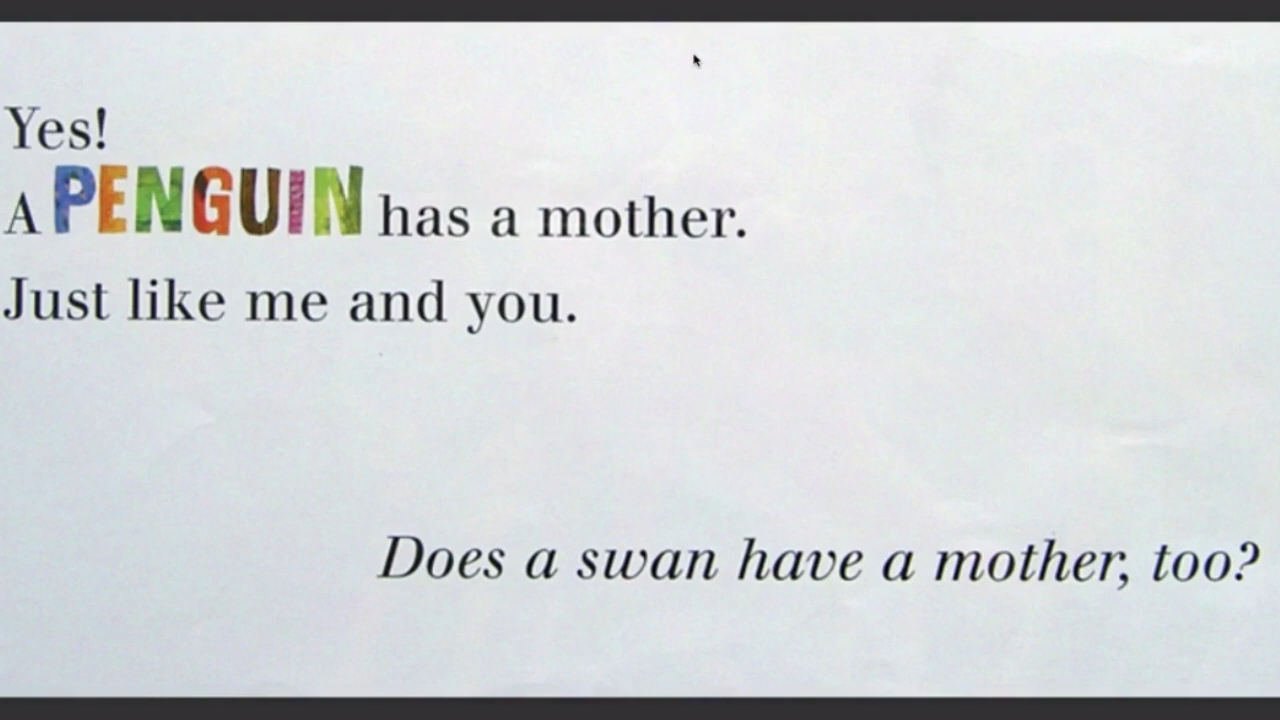 Yes!
A PENGUIN has a mother.
Just like me and you.
Does a swan have a mother, too?